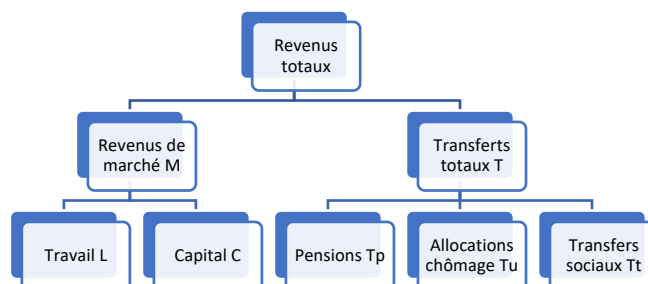 Revenus
totaux
Revenus de
marché M
Transferts
totaux T
Travail L
Capital C
Pensions Tp
Allocations
chômage Tu
Transfers
sociaux Tt